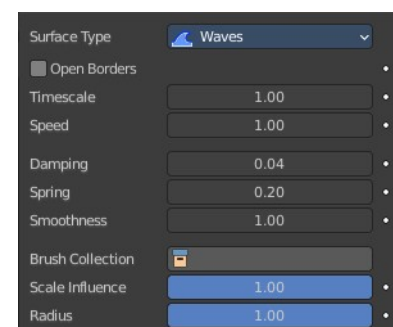 Surface Type Waves
Open Borders
Timescale 1.00
Speed 1.00
Damping 0.04
Spring 0.20
Smoothness 1.00
Brush Collection
Scale Influence 1.00
Radius 1.00